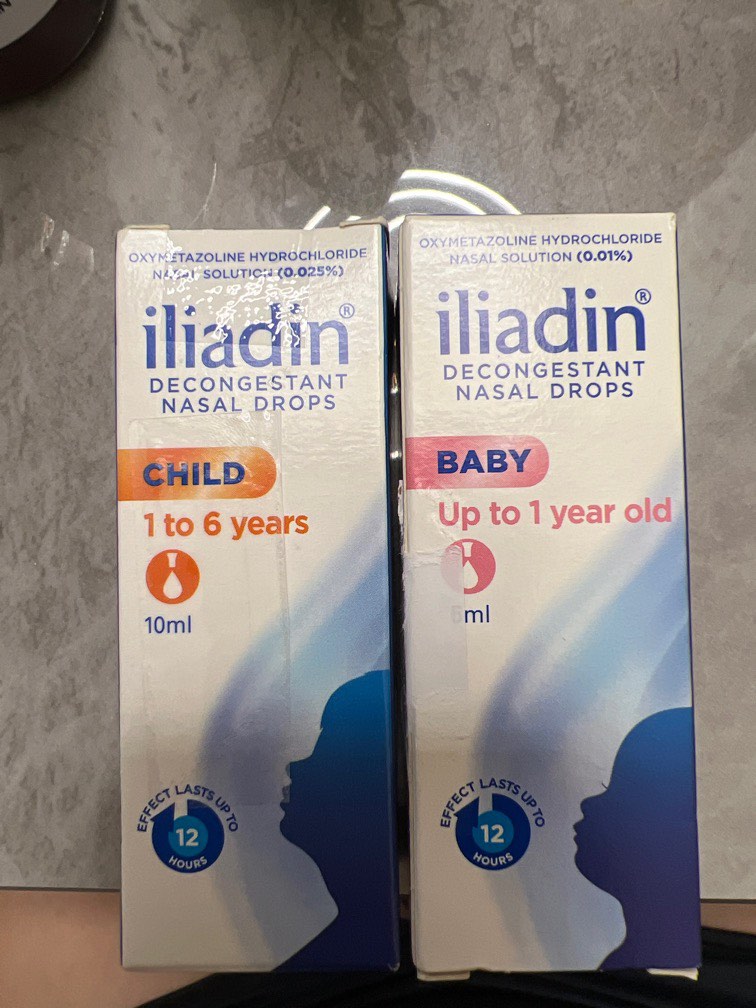 OXYMETAZOLINE HYDROCHLORIDE
NASAL SOLUTION (0.025%)
iliadin®
DECONGESTANT
NASAL DROPS
CHILD
1 to 6 years
10ml
EFFECT LASTS UP TO
12
HOURS
OXYMETAZOLINE HYDROCHLORIDE
NASAL SOLUTION (0.01%)
iliadin®
DECONGESTANT
NASAL DROPS
BABY
Up to 1 year old
5ml
EFFECT LASTS UP TO
12
HOURS